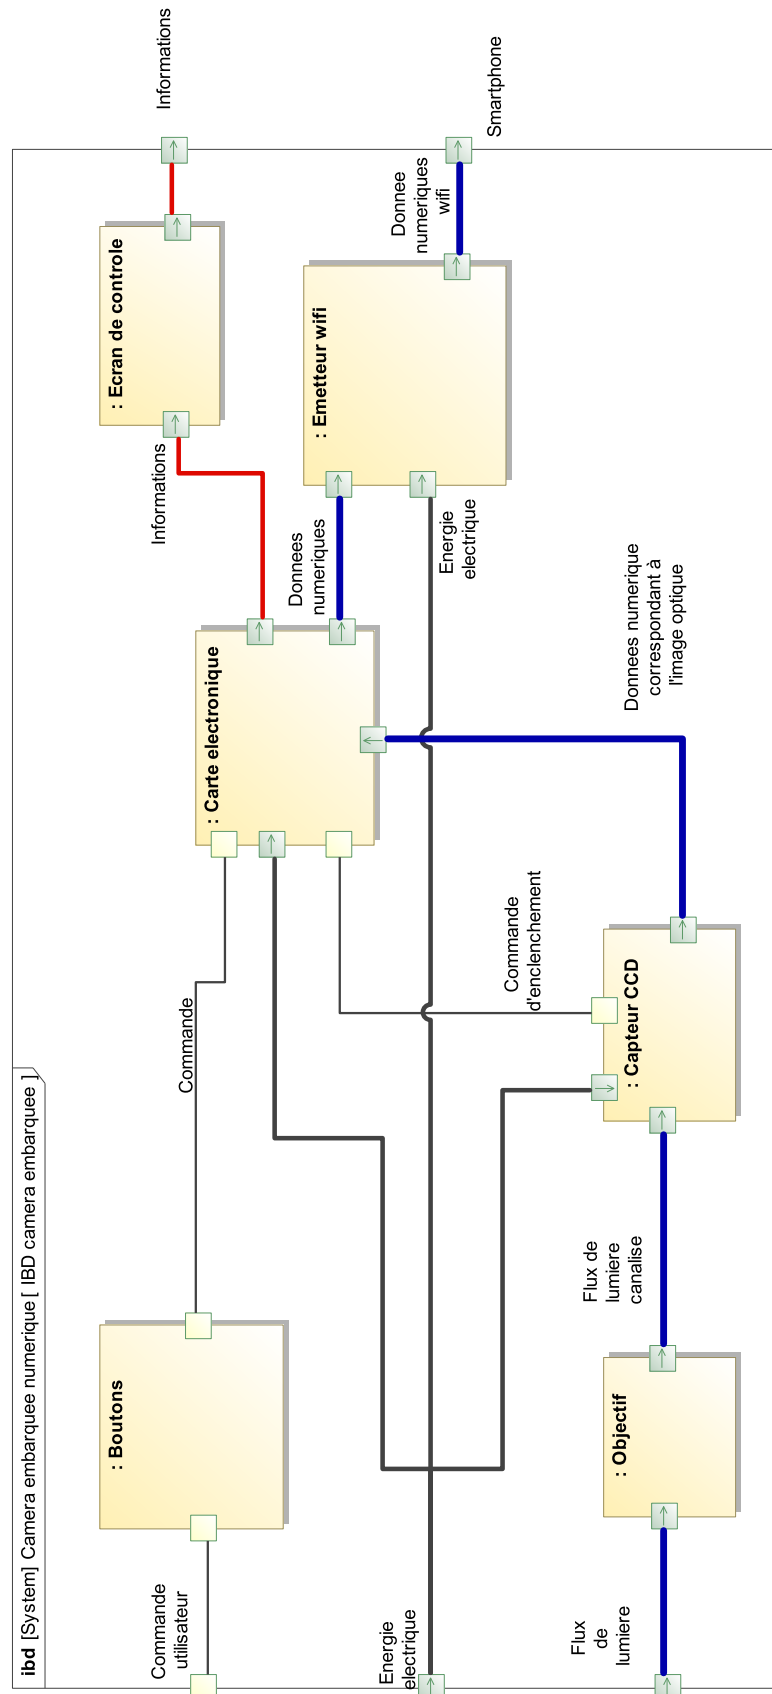 ibd [System] Camera embarquee numerique [ IBD camera embarquee ]
Commande
utilisateur
: Boutons
Commande
: Carte electronique
Informations
: Ecran de controle
Informations
Donnees
numeriques
: Emetteur wifi
Donnee
numeriques
wifi
Smartphone
Energie
electrique
Energie
electrique
Commande
d'enclenchement
Flux
de
lumiere
: Objectif
Flux de
lumiere
canalise
: Capteur CCD
Donnees numerique
correspondant à
l'image optique